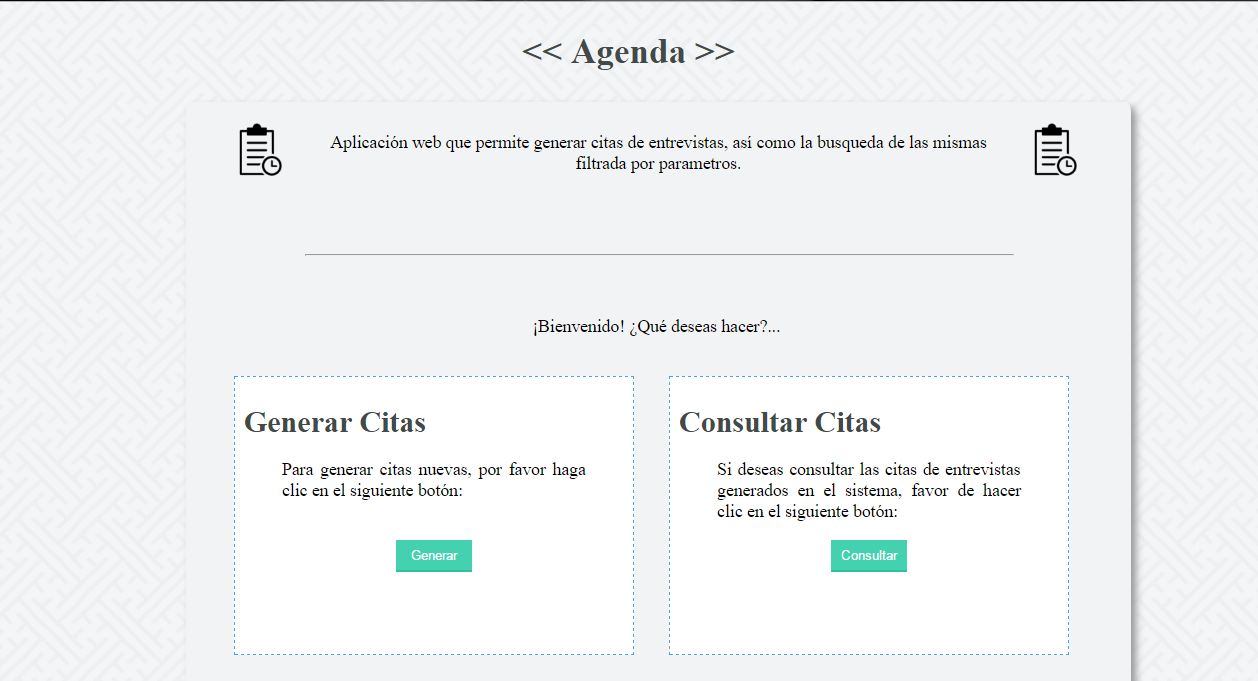 << Agenda >>
Aplicación web que permite generar citas de entrevistas, así como la busqueda de las mismas
filtrada por parametros.
¡Bienvenido! ¿Qué deseas hacer?...
Generar Citas
Para generar citas nuevas, por favor haga
clic en el siguiente botón:
Generar
Consultar Citas
Si deseas consultar las citas de entrevistas
generados en el sistema, favor de hacer
clic en el siguiente botón:
Consultar